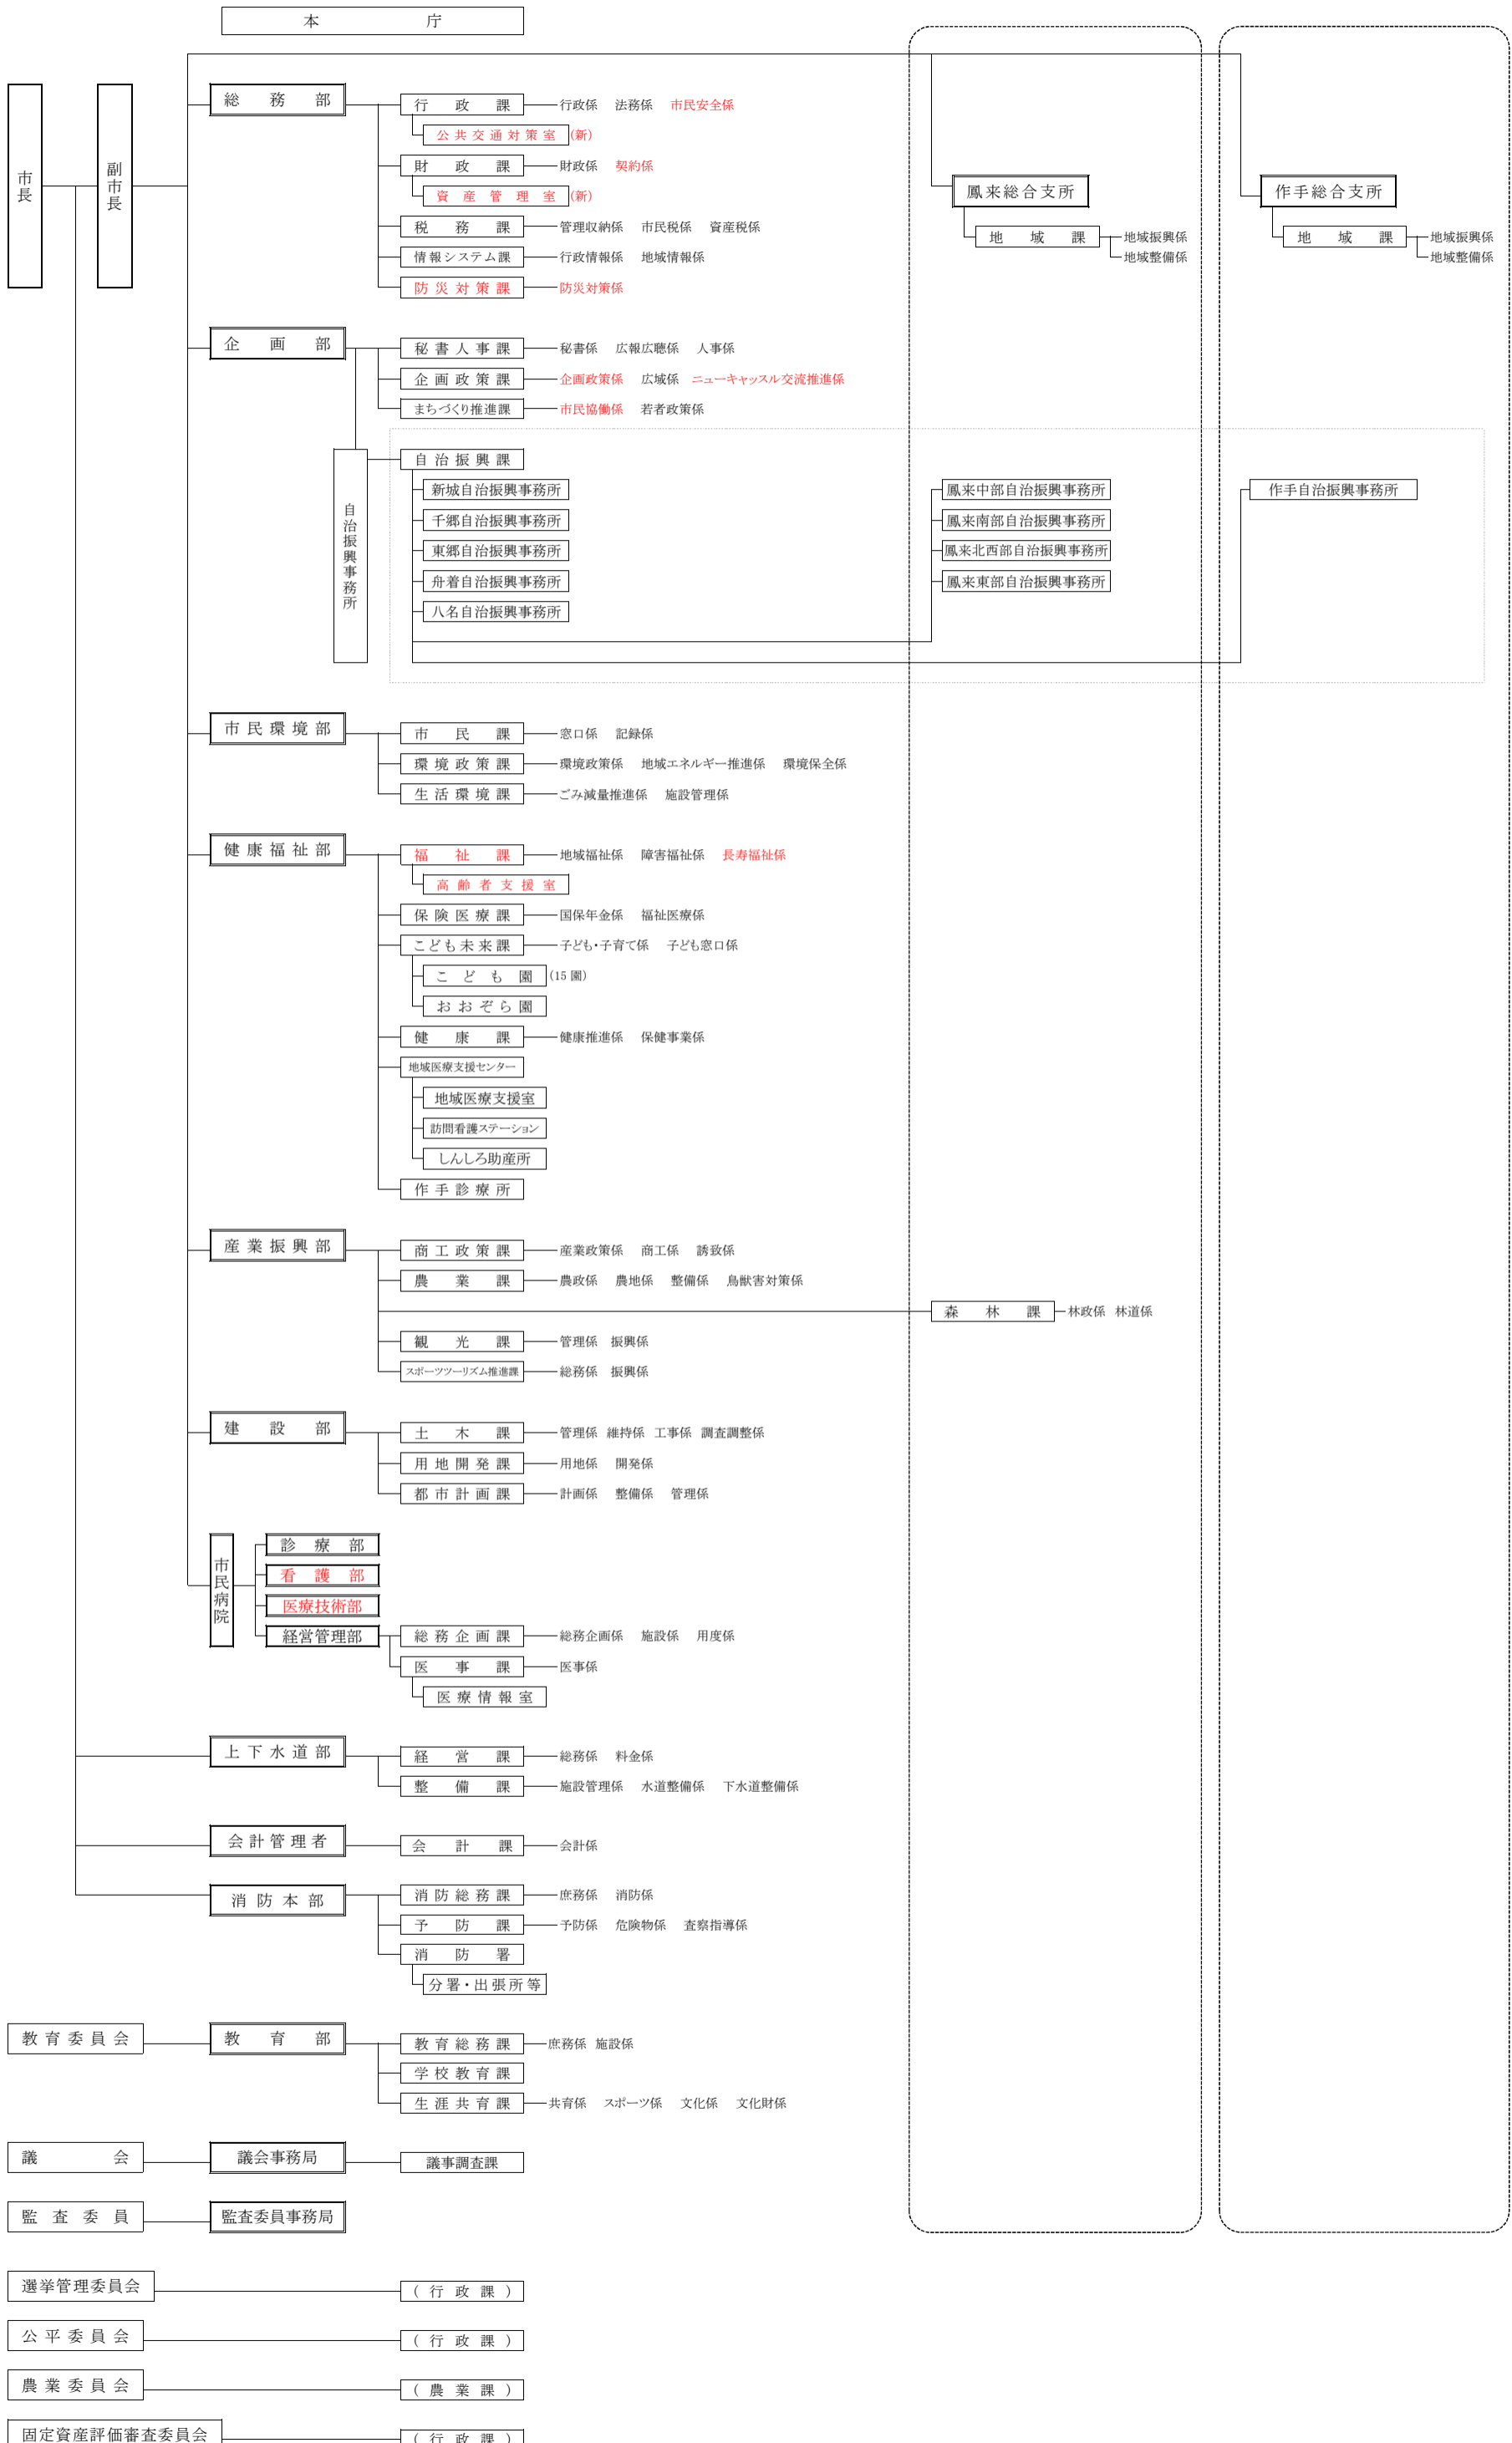 本庁
市長
副市長
総務部
行政課 行政係 法務係 市民安全係
公共交通対策室 (新)
財政課 財政係 契約係
資産管理室 (新)
税務課 管理収納係 市民税係 資産税係
情報システム課 行政情報係 地域情報係
防災対策課 防災対策係
鳳来総合支所
地域課 地域振興係
地域整備係
作手総合支所
地域課 地域振興係
地域整備係
企画部
秘書人事課 秘書係 広報広聴係 人事係
企画政策課 企画政策係 広域係 ニューキャッスル交流推進係
まちづくり推進課 市民協働係 若者政策係
自治振興事務所
自治振興課
新城自治振興事務所
千郷自治振興事務所
東郷自治振興事務所
舟着自治振興事務所
八名自治振興事務所
鳳来中部自治振興事務所
鳳来南部自治振興事務所
鳳来北西部自治振興事務所
鳳来東部自治振興事務所
作手自治振興事務所
市民環境部
市民課 窓口係 記録係
環境政策課 環境政策係 地域エネルギー推進係 環境保全係
生活環境課 ごみ減量推進係 施設管理係
健康福祉部
福祉課 地域福祉係 障害福祉係 長寿福祉係
高齢者支援室
保険医療課 国保年金係 福祉医療係
こども未来課 子ども・子育て係 子ども窓口係
こども園 (15園)
おおぞら園
健康課 健康推進係 保健事業係
地域医療支援センター
地域医療支援室
訪問看護ステーション
しんしろ助産所
作手診療所
産業振興部
商工政策課 産業政策係 商工係 誘致係
農業課 農政係 農地係 整備係 鳥獣害対策係
森林課 林政係 林道係
観光課 管理係 振興係
スポーツツーリズム推進課 総務係 振興係
建設部
土木課 管理係 維持係 工事係 調査調整係
用地開発課 用地係 開発係
都市計画課 計画係 整備係 管理係
市民病院
診療部
看護部
医療技術部
経営管理部
総務企画課 総務企画係 施設係 用度係
医事課 医事係
医療情報室
上下水道部
経営課 総務係 料金係
整備課 施設管理係 水道整備係 下水道整備係
会計管理者
会計課 会計係
消防本部
消防総務課 庶務係 消防係
予防課 予防係 危険物係 査察指導係
消防署
分署・出張所等
教育委員会
教育部
教育総務課 庶務係 施設係
学校教育課
生涯共育課 共育係 スポーツ係 文化係 文化財係
議会
議会事務局
議事調査課
監査委員
監査委員事務局
選挙管理委員会 (行政課)
公平委員会 (行政課)
農業委員会 (農業課)
固定資産評価審査委員会 (行政課)